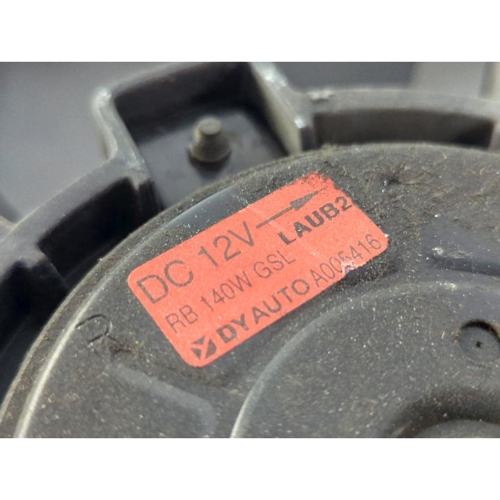 DC 12V → LAUB2
RB 140W GSL
DYAUTO A005416